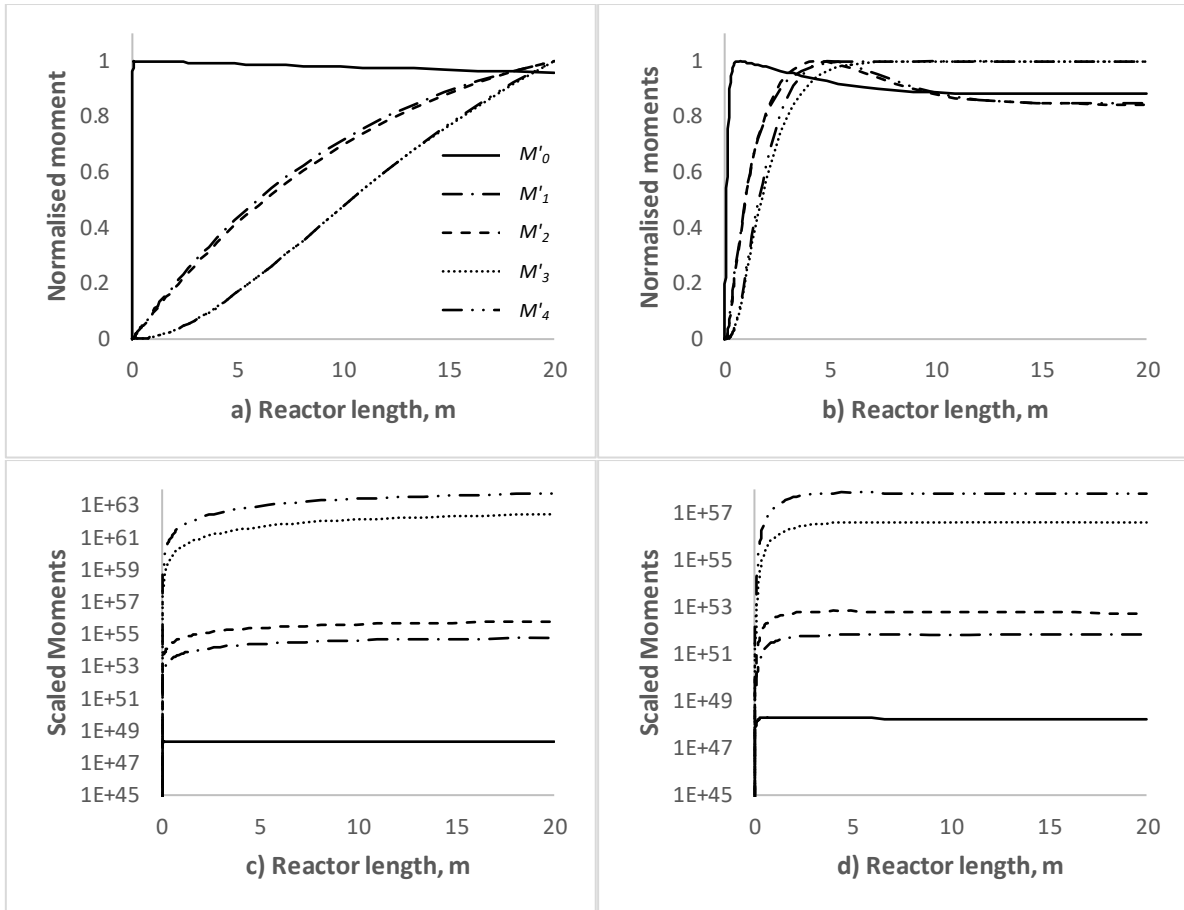 Normalised moment
1
0.8
0.6
0.4
0.2
0
0 5 10 15 20
M'0
M'1
M'2
M'3
M'4
a) Reactor length, m
Normalised moments
1
0.8
0.6
0.4
0.2
0
0 5 10 15 20
b) Reactor length, m
Scaled Moments
1E+63
1E+61
1E+59
1E+57
1E+55
1E+53
1E+51
1E+49
1E+47
1E+45
0 5 10 15 20
c) Reactor length, m
Scaled Moments
1E+57
1E+55
1E+53
1E+51
1E+49
1E+47
1E+45
0 5 10 15 20
d) Reactor length, m